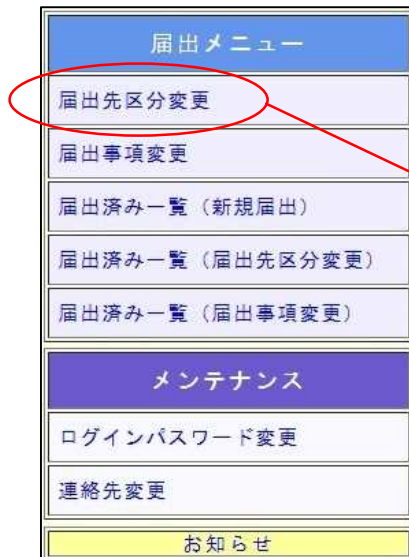 届出メニュー
届出先区分変更
届出事項変更
届出済み一覧（新規届出）
届出済み一覧（届出先区分変更）
届出済み一覧（届出事項変更）
メンテナンス
ログインパスワード変更
連絡先変更
お知らせ